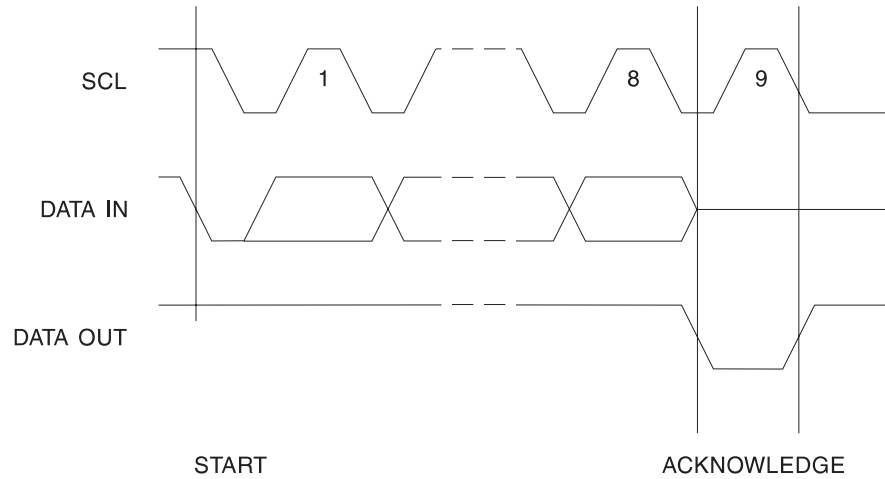 SCL
1
8
9
DATA IN
DATA OUT
START
ACKNOWLEDGE